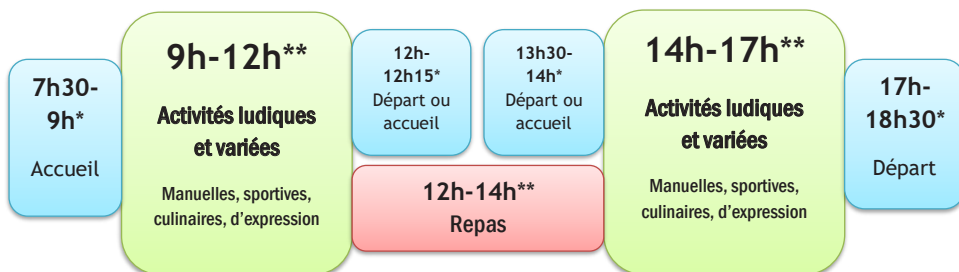 7h30-
9h*
Accueil
9h-12h**
Activités ludiques
et variées
Manuelles, sportives,
culinaires, d'expression
12h-
12h15*
Départ ou
accueil
13h30-
14h*
Départ ou
accueil
12h-14h**
Repas
14h-17h**
Activités ludiques
et variées
Manuelles, sportives,
culinaires, d'expression
17h-
18h30*
Départ